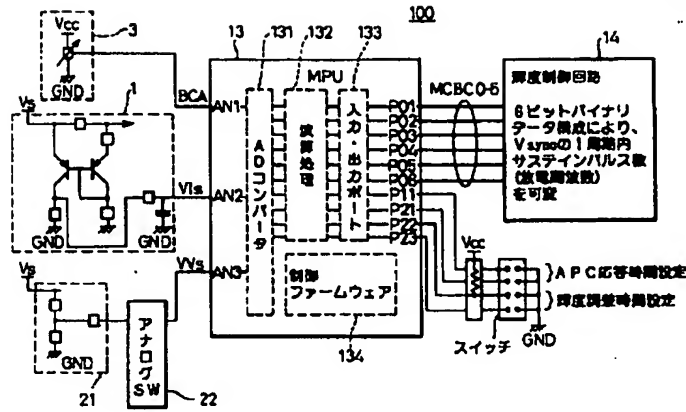 100
3
Vcc
GND
1
Vs
GND
GND
GND
VIs
Vs
GND
21
アナログSW
22
VVs
BCA
13
131
132
133
MPU
AN1
AN2
AN3
ADコンバータ
演算処理
入力・出力ポート
制御
ファームウェア
134
P01
P02
P03
P04
P05
P06
P11
P21
P22
P23
MCBC0-5
14
輝度制御回路
6ビットバイナリ
データ構成により、
Vsyncの1周期内
サステインパルス数
(放電周波数)
を可変
Vcc
スイッチ
GND
}APC応答時間設定
}輝度調整時間設定